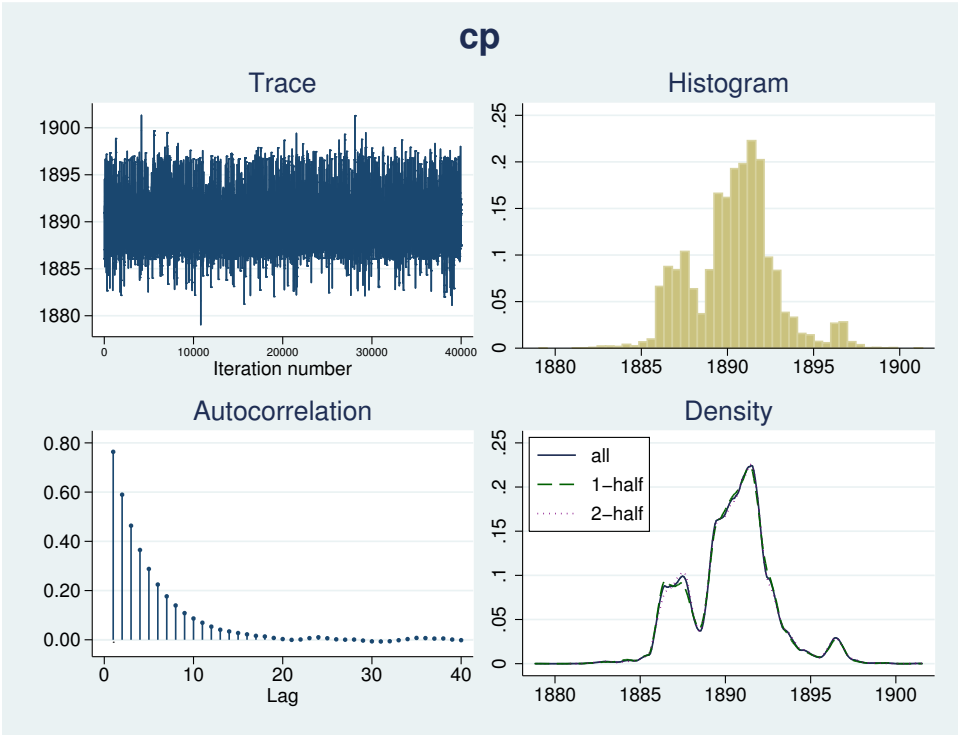 cp
Trace
1900
1895
1890
1885
1880
0 10000 20000 30000 40000
Iteration number
Histogram
.25
.2
.15
.1
.05
0
1880 1885 1890 1895 1900
Autocorrelation
0.80
0.60
0.40
0.20
0.00
0 10 20 30 40
Lag
Density
.25
.2
.15
.1
.05
0
all
1−half
2−half
1880 1885 1890 1895 1900